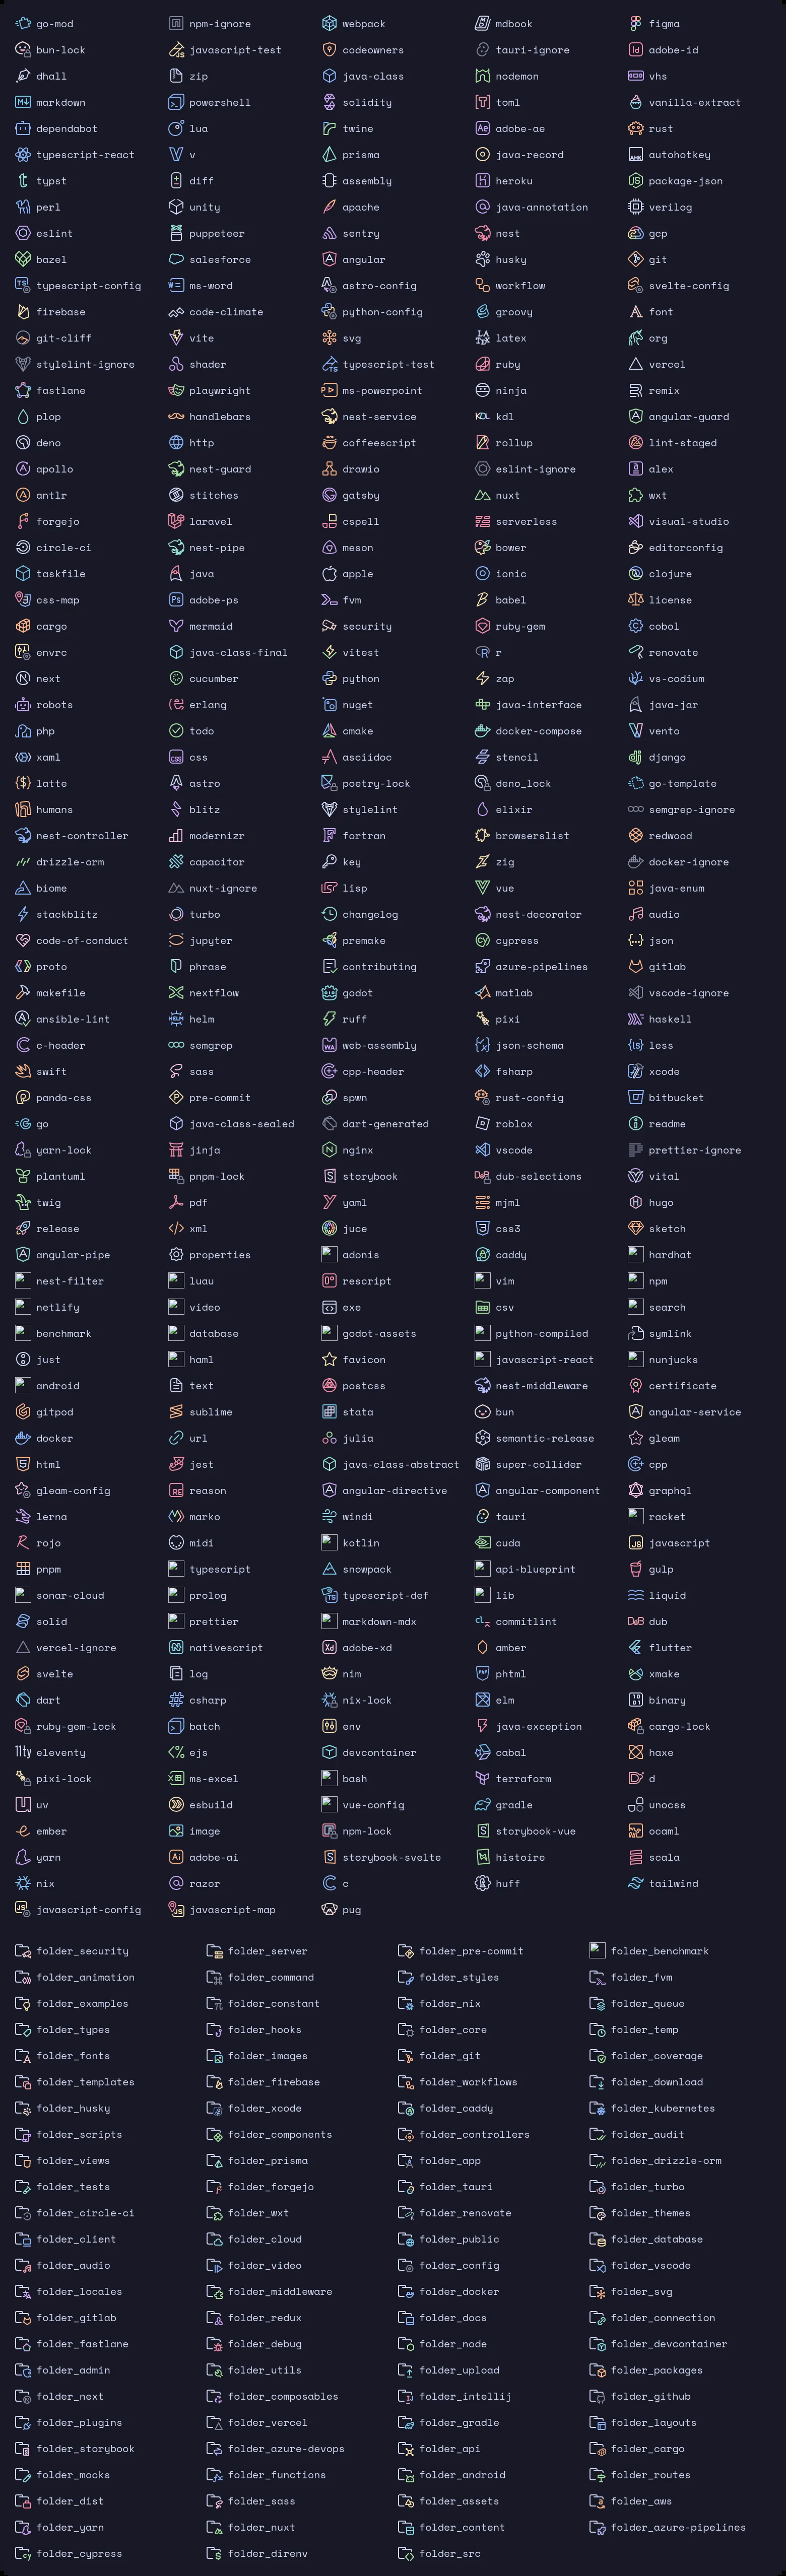 go-mod npm-ignore webpack mdbook figma
bun-lock javascript-test codeowners tauri-ignore adobe-id
dhall zip java-class nodemon vhs
markdown powershell solidity toml vanilla-extract
dependabot lua twine adobe-ae rust
typescript-react v prisma java-record autohotkey
typst diff assembly heroku package-json
perl unity apache java-annotation verilog
eslint puppeteer sentry nest gcp
bazel salesforce angular husky git
typescript-config ms-word astro-config workflow svelte-config
firebase code-climate python-config groovy font
git-cliff vite svg latex org
stylelint-ignore shader typescript-test ruby vercel
fastlane playwright ms-powerpoint ninja remix
plop handlebars nest-service kdl angular-guard
deno http coffeescript rollup lint-staged
apollo nest-guard drawio eslint-ignore alex
antlr stitches gatsby nuxt wxt
forgejo laravel cspell serverless visual-studio
circle-ci nest-pipe meson bower editorconfig
taskfile java apple ionic clojure
css-map adobe-ps fvm babel license
cargo mermaid security ruby-gem cobol
envrc java-class-final vitest r renovate
next cucumber python zap vs-codium
robots erlang nuget java-interface java-jar
php todo cmake docker-compose vento
xaml css asciidoc stencil django
latte astro poetry-lock deno_lock go-template
humans blitz stylelint elixir semgrep-ignore
nest-controller modernizr fortran browserslist redwood
drizzle-orm capacitor key zig docker-ignore
biome nuxt-ignore lisp vue java-enum
stackblitz turbo changelog nest-decorator audio
code-of-conduct jupyter premake cypress json
proto phrase contributing azure-pipelines gitlab
makefile nextflow godot matlab vscode-ignore
ansible-lint helm ruff pixi haskell
c-header semgrep web-assembly json-schema less
swift sass cpp-header fsharp xcode
panda-css pre-commit spwn rust-config bitbucket
go java-class-sealed dart-generated roblox readme
yarn-lock jinja nginx vscode prettier-ignore
plantuml pnpm-lock storybook dub-selections vital
twig pdf yaml mjml hugo
release xml juce css3 sketch
angular-pipe properties adonis caddy hardhat
nest-filter luau rescript vim npm
netlify video exe csv search
benchmark database godot-assets python-compiled symlink
just haml favicon javascript-react nunjucks
android text postcss nest-middleware certificate
gitpod sublime stata bun angular-service
docker url julia semantic-release gleam
html jest java-class-abstract super-collider cpp
gleam-config reason angular-directive angular-component graphql
lerna marko windi tauri racket
rojo midi kotlin cuda javascript
pnpm typescript snowpack api-blueprint gulp
sonar-cloud prolog typescript-def lib liquid
solid prettier markdown-mdx commitlint dub
vercel-ignore nativescript adobe-xd amber flutter
svelte log nim phtml xmake
dart csharp nix-lock elm binary
ruby-gem-lock batch env java-exception cargo-lock
eleventy ejs devcontainer cabal haxe
pixi-lock ms-excel bash terraform d
uv esbuild vue-config gradle unocss
ember image npm-lock storybook-vue ocaml
yarn adobe-ai storybook-svelte histoire scala
nix razor c huff tailwind
javascript-config javascript-map pug
folder_security folder_server folder_pre-commit folder_benchmark
folder_animation folder_command folder_styles folder_fvm
folder_examples folder_constant folder_nix folder_queue
folder_types folder_hooks folder_core folder_temp
folder_fonts folder_images folder_git folder_coverage
folder_templates folder_firebase folder_workflows folder_download
folder_husky folder_xcode folder_caddy folder_kubernetes
folder_scripts folder_components folder_controllers folder_audit
folder_views folder_prisma folder_app folder_drizzle-orm
folder_tests folder_forgejo folder_tauri folder_turbo
folder_circle-ci folder_wxt folder_renovate folder_themes
folder_client folder_cloud folder_public folder_database
folder_audio folder_video folder_config folder_vscode
folder_locales folder_middleware folder_docker folder_svg
folder_gitlab folder_redux folder_docs folder_connection
folder_fastlane folder_debug folder_node folder_devcontainer
folder_admin folder_utils folder_upload folder_packages
folder_next folder_composables folder_intellij folder_github
folder_plugins folder_vercel folder_gradle folder_layouts
folder_storybook folder_azure-devops folder_api folder_cargo
folder_mocks folder_functions folder_android folder_routes
folder_dist folder_sass folder_assets folder_aws
folder_yarn folder_nuxt folder_content folder_azure-pipelines
folder_cypress folder_direnv folder_src